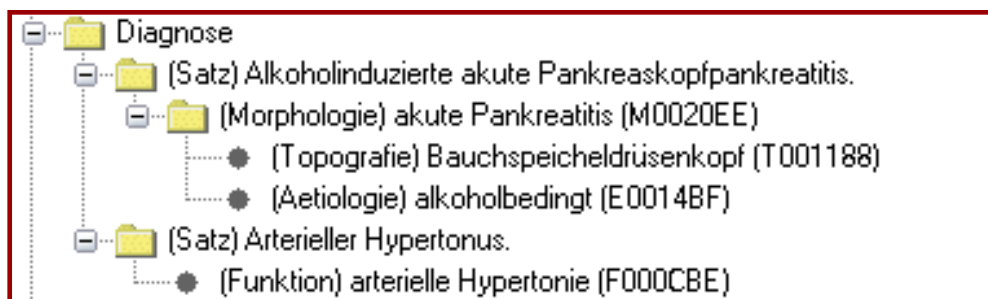 Diagnose
(Satz) Alkoholinduzierte akute Pankreaskopfpankreatitis.
(Morphologie) akute Pankreatitis (M0020EE)
(Topografie) Bauchspeicheldrüsenkopf (T001188)
(Aetiologie) alkoholbedingt (E0014BF)
(Satz) Arterieller Hypertonus.
(Funktion) arterielle Hypertonie (F000CBE)